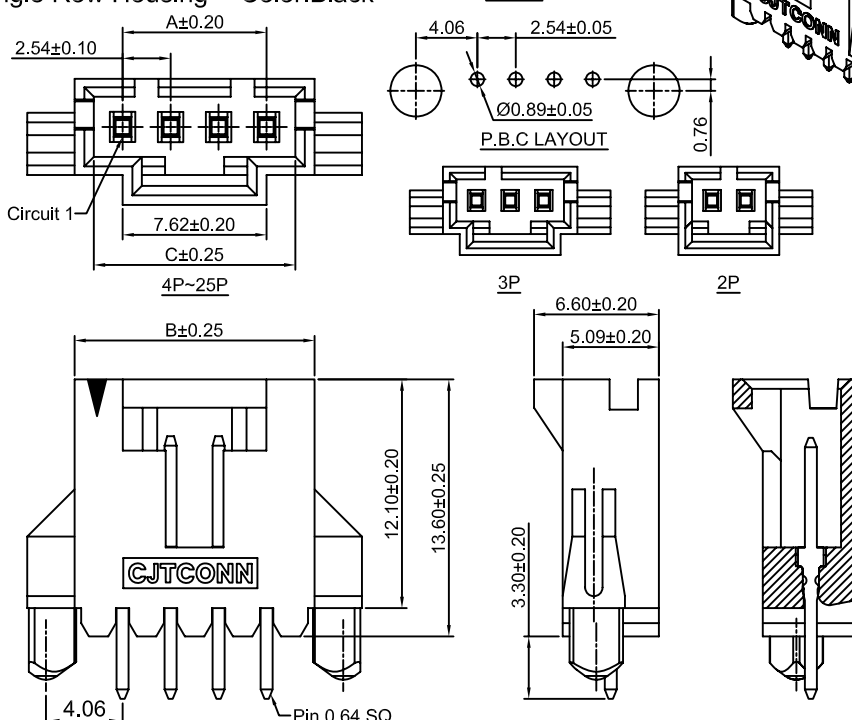 Color:Black
A±0.20
2.54±0.10
Circuit 1
7.62±0.20
C±0.25
4P~25P
4.06
2.54±0.05
Ø0.89±0.05
P.B.C LAYOUT
0.76
3P
2P
CJTCONN
B±0.25
12.10±0.20
13.60±0.25
CJTCONN
4.06
Pin 0.64 SQ
6.60±0.20
5.09±0.20
3.30±0.20